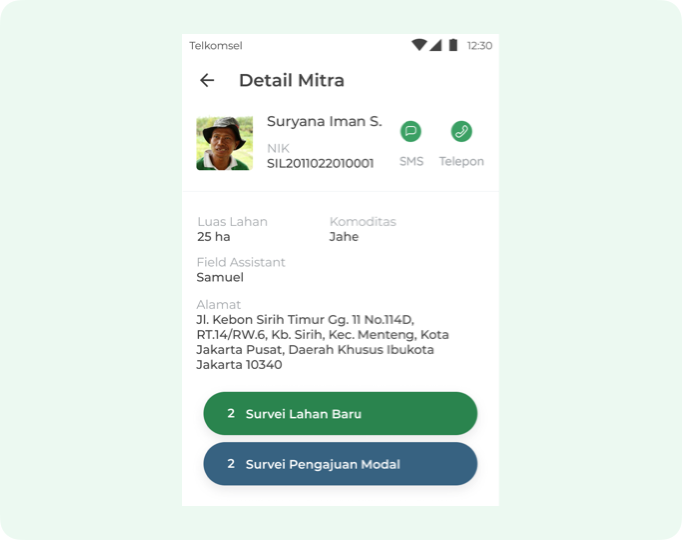 Telkomsel 12:30
Detail Mitra
Suryana Iman S.
NIK
SIL2011022010001
SMS Telepon
Luas Lahan Komoditas
25 ha Jahe
Field Assistant
Samuel
Alamat
Jl. Kebon Sirih Timur Gg. 11 No.114D,
RT.14/RW.6, Kb. Sirih, Kec. Menteng, Kota
Jakarta Pusat, Daerah Khusus Ibukota
Jakarta 10340
2 Survei Lahan Baru
2 Survei Pengajuan Modal